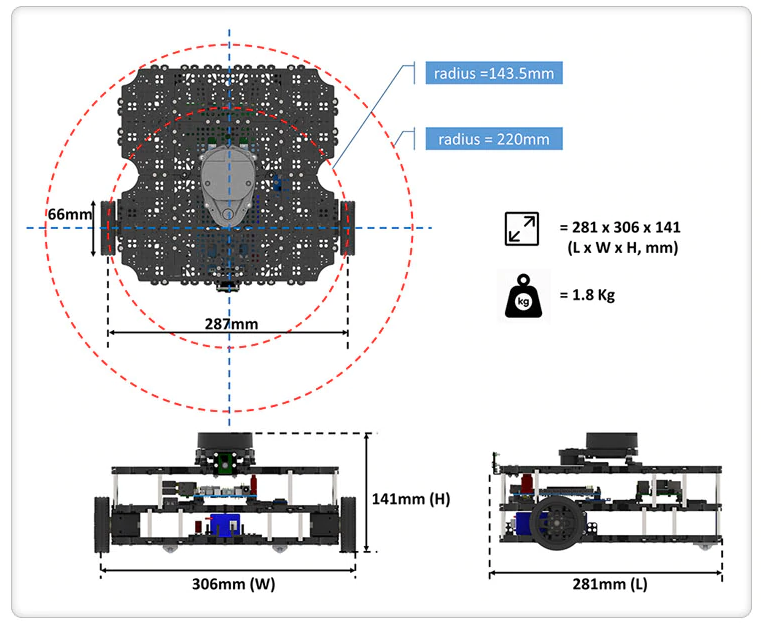 radius =143.5mm
radius = 220mm
66mm
= 281 x 306 x 141
(L x W x H, mm)
kg
= 1.8 Kg
287mm
141mm (H)
306mm (W)
281mm (L)